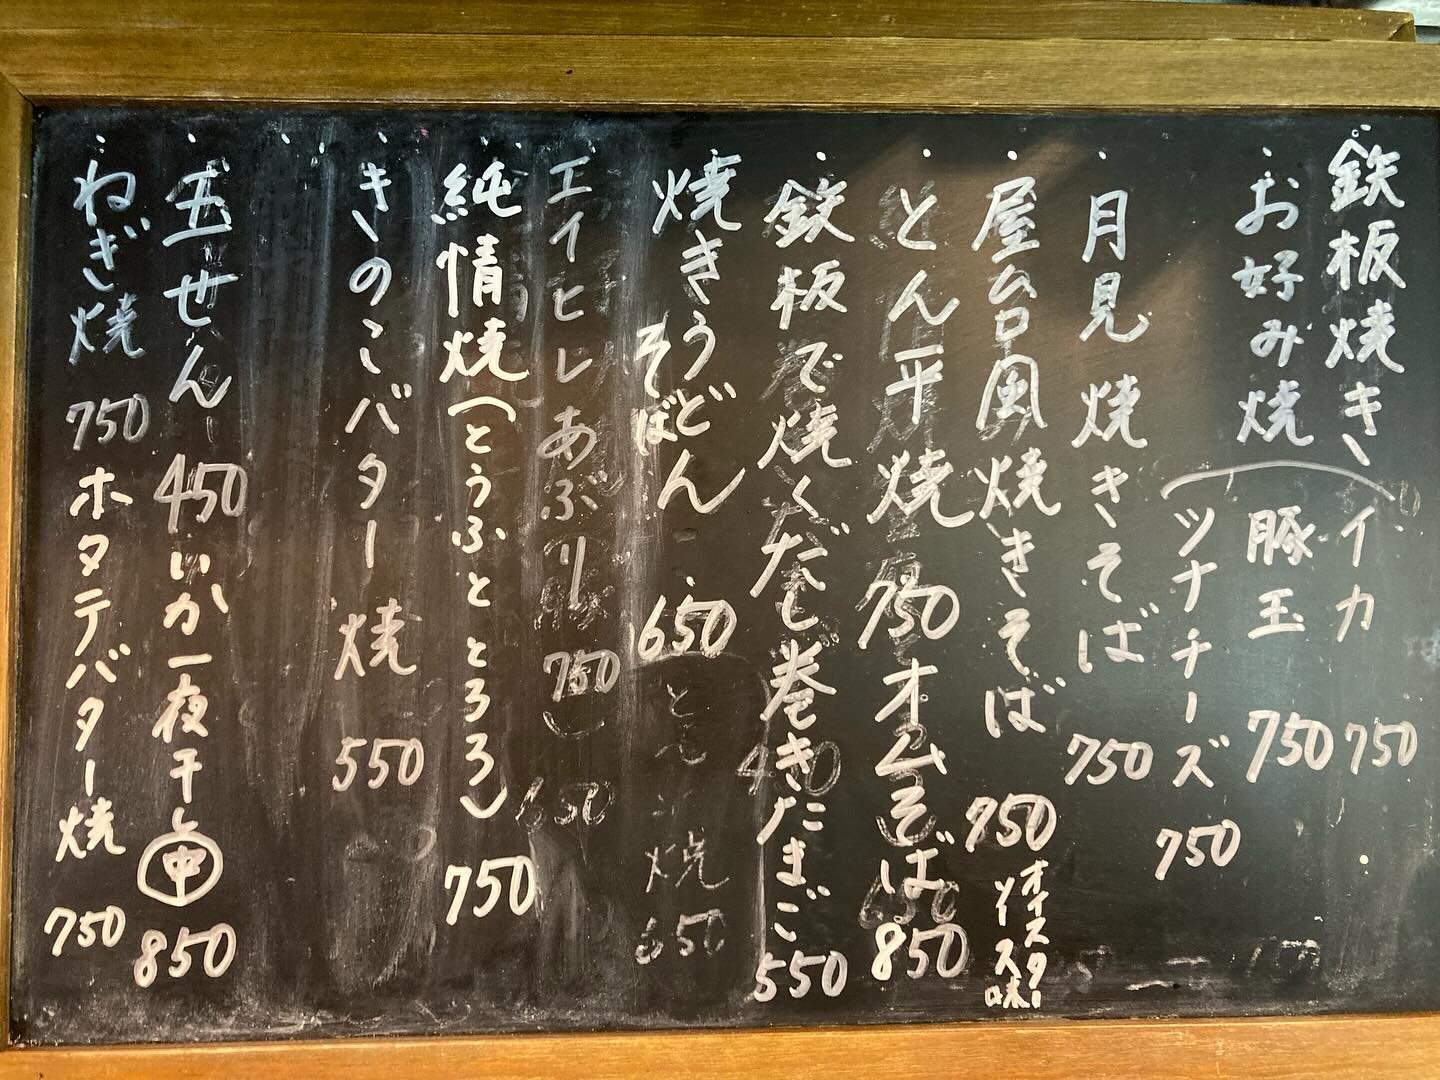 鉄板焼き
イカ 750
・お好み焼
豚玉 750
ツナチーズ 750
・月見焼きそば 750
・屋台風焼きそば 750
オイスター
ソース味
・とん平焼 750
オムそば 850
・鉄板で焼くだし巻きたまご 550
・焼きうどん
そば
・650
焼 650
・エイヒレあぶり 750
・純情焼(とうふととろろ) 750
・きのこバター焼 550
・五せん 450
いか一夜干し 中 850
・ねぎ焼 750
ホタテバター焼 750